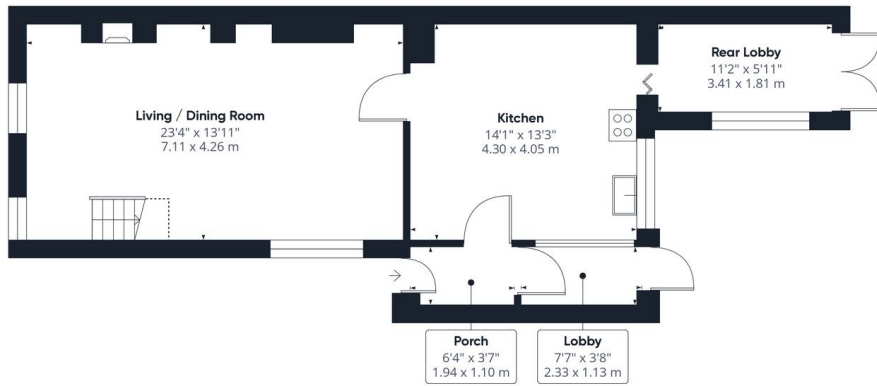 Living / Dining Room
23'4" x 13'11"
7.11 x 4.26 m
Kitchen
14'1" x 13'3"
4.30 x 4.05 m
Rear Lobby
11'2" x 5'11"
3.41 x 1.81 m
Porch
6'4" x 3'7"
1.94 x 1.10 m
Lobby
7'7" x 3'8"
2.33 x 1.13 m